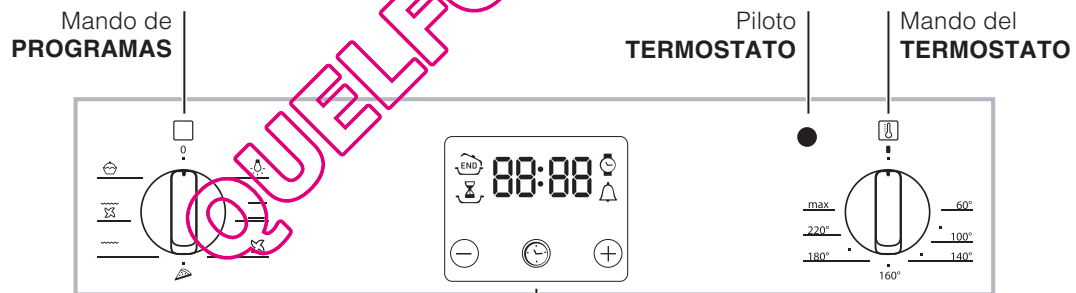 Mando de
PROGRAMAS
Piloto
TERMOSTATO
Mando del
TERMOSTATO
QUELF
0
END
88:88
max
60°
220°
100°
180°
140°
160°